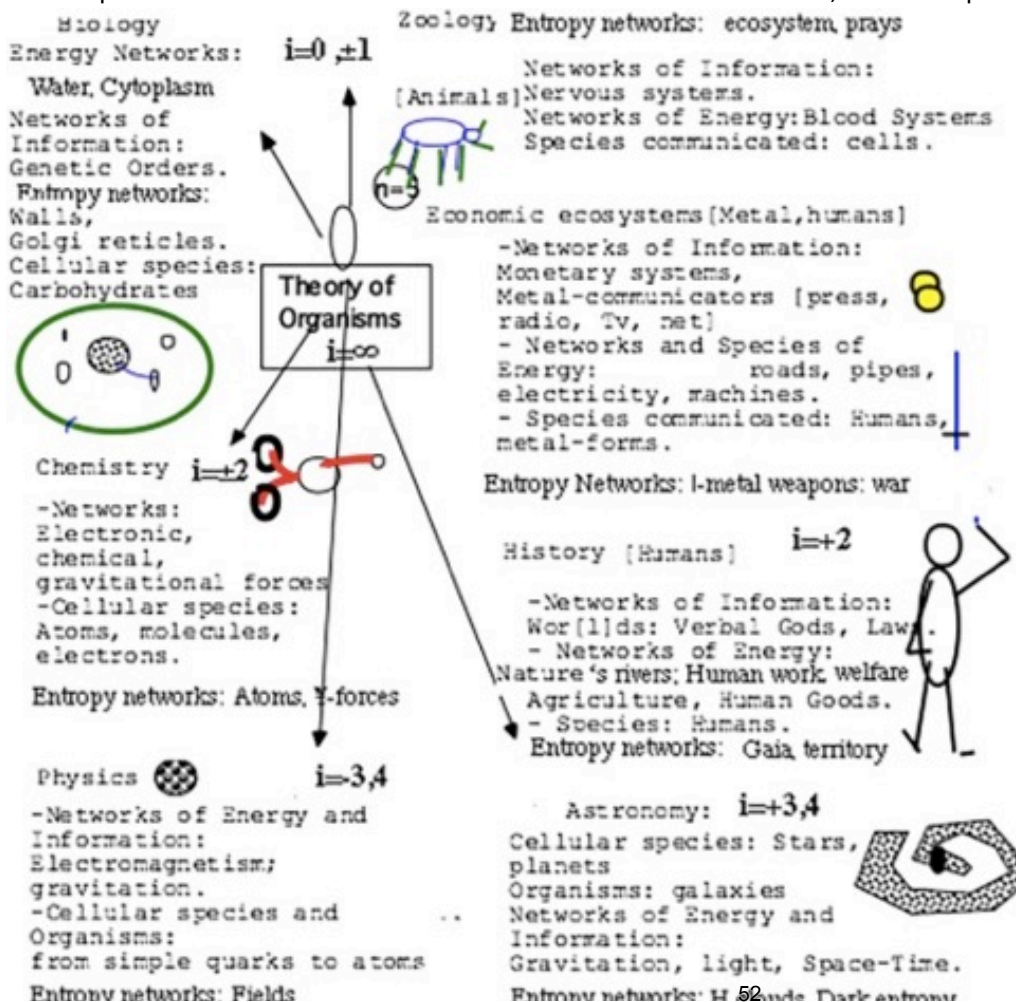 Biology
Energy Networks:
Water, Cytoplasm
Networks of
Information:
Genetic Orders.
Entropy networks:
Walls,
Golgi reticles.
Cellular species:
Carbohydrates
i=0 ,±1
Zoology Entropy networks: ecosystem, prays
Networks of Information:
[Animals] Nervous systems.
Networks of Energy:Blood Systems
Species communicated: cells.
n=5
Economic ecosystems[Metal,humans]
-Networks of Information:
Monetary systems,
Metal-communicators [press,
radio, Tv, net]
- Networks and Species of
Energy: roads, pipes,
electricity, machines.
- Species communicated: Humans,
metal-forms.
Entropy Networks: I-metal weapons: war
Theory of
Organisms
i=∞
Chemistry i=±2
-Networks:
Electronic,
chemical,
gravitational forces
-Cellular species:
Atoms, molecules,
electrons.
Entropy networks: Atoms, Y-forces
History [Humans] i=+2
-Networks of Information:
Wor[l]ds: Verbal Gods, Laws.
- Networks of Energy:
Nature's rivers; Human work, welfare
Agriculture, Human Goods.
- Species: Humans.
Entropy networks: Gaia, territory
Physics i=-3,4
-Networks of Energy and
Information:
Electromagnetism;
gravitation.
-Cellular species and
Organisms:
from simple quarks to atoms
Entropy networks: Fields
Astronomy: i=+3,4
Cellular species: Stars,
planets
Organisms: galaxies
Networks of Energy and
Information:
Gravitation, light, Space-Time.
Entropy networks: Dark entropy
52